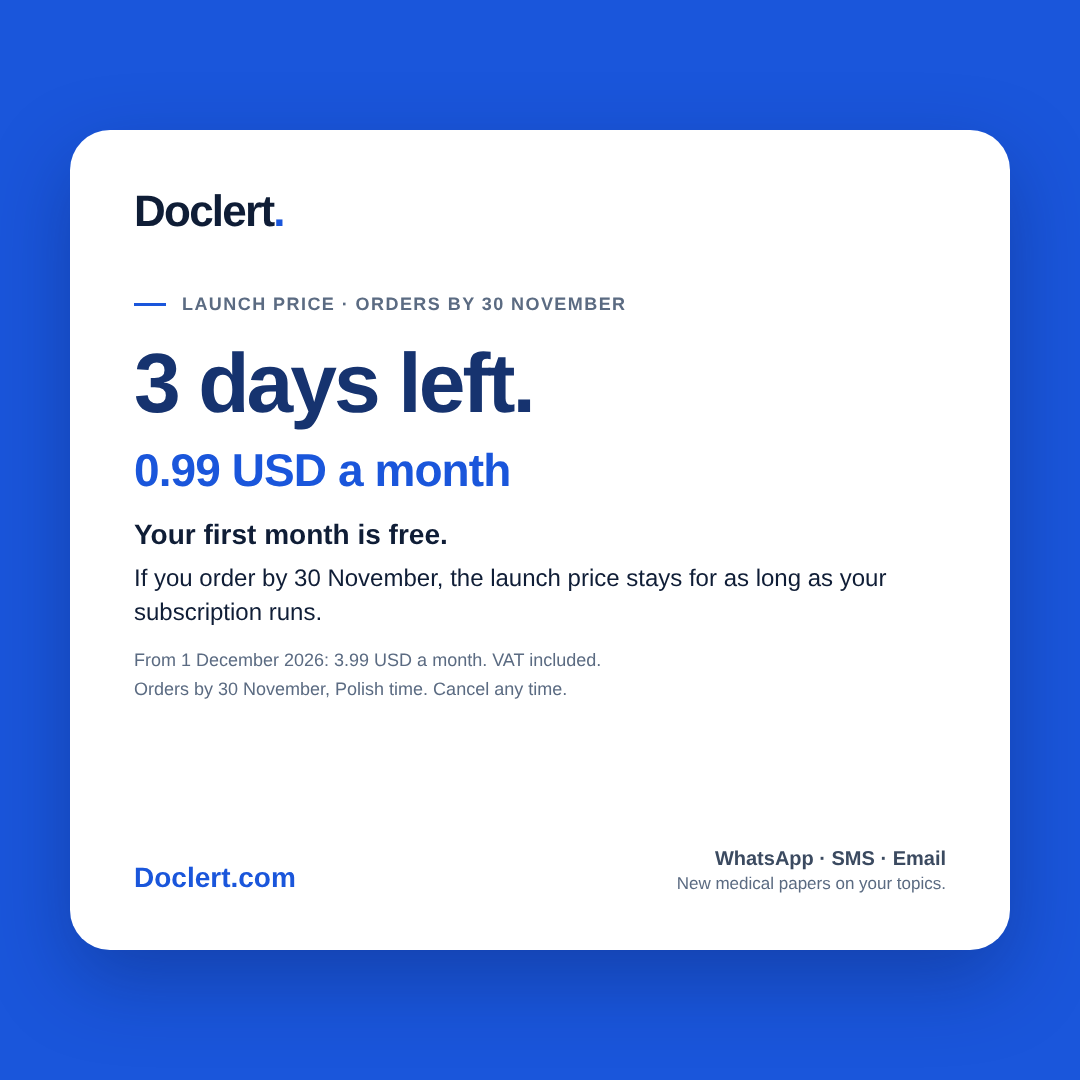 Doclert.
LAUNCH PRICE · ORDERS BY 30 NOVEMBER
3 days left.
0.99 USD a month
Your first month is free.
If you order by 30 November, the launch price stays for as long as your
subscription runs.
From 1 December 2026: 3.99 USD a month. VAT included.
Orders by 30 November, Polish time. Cancel any time.
Doclert.com
WhatsApp · SMS · Email
New medical papers on your topics.